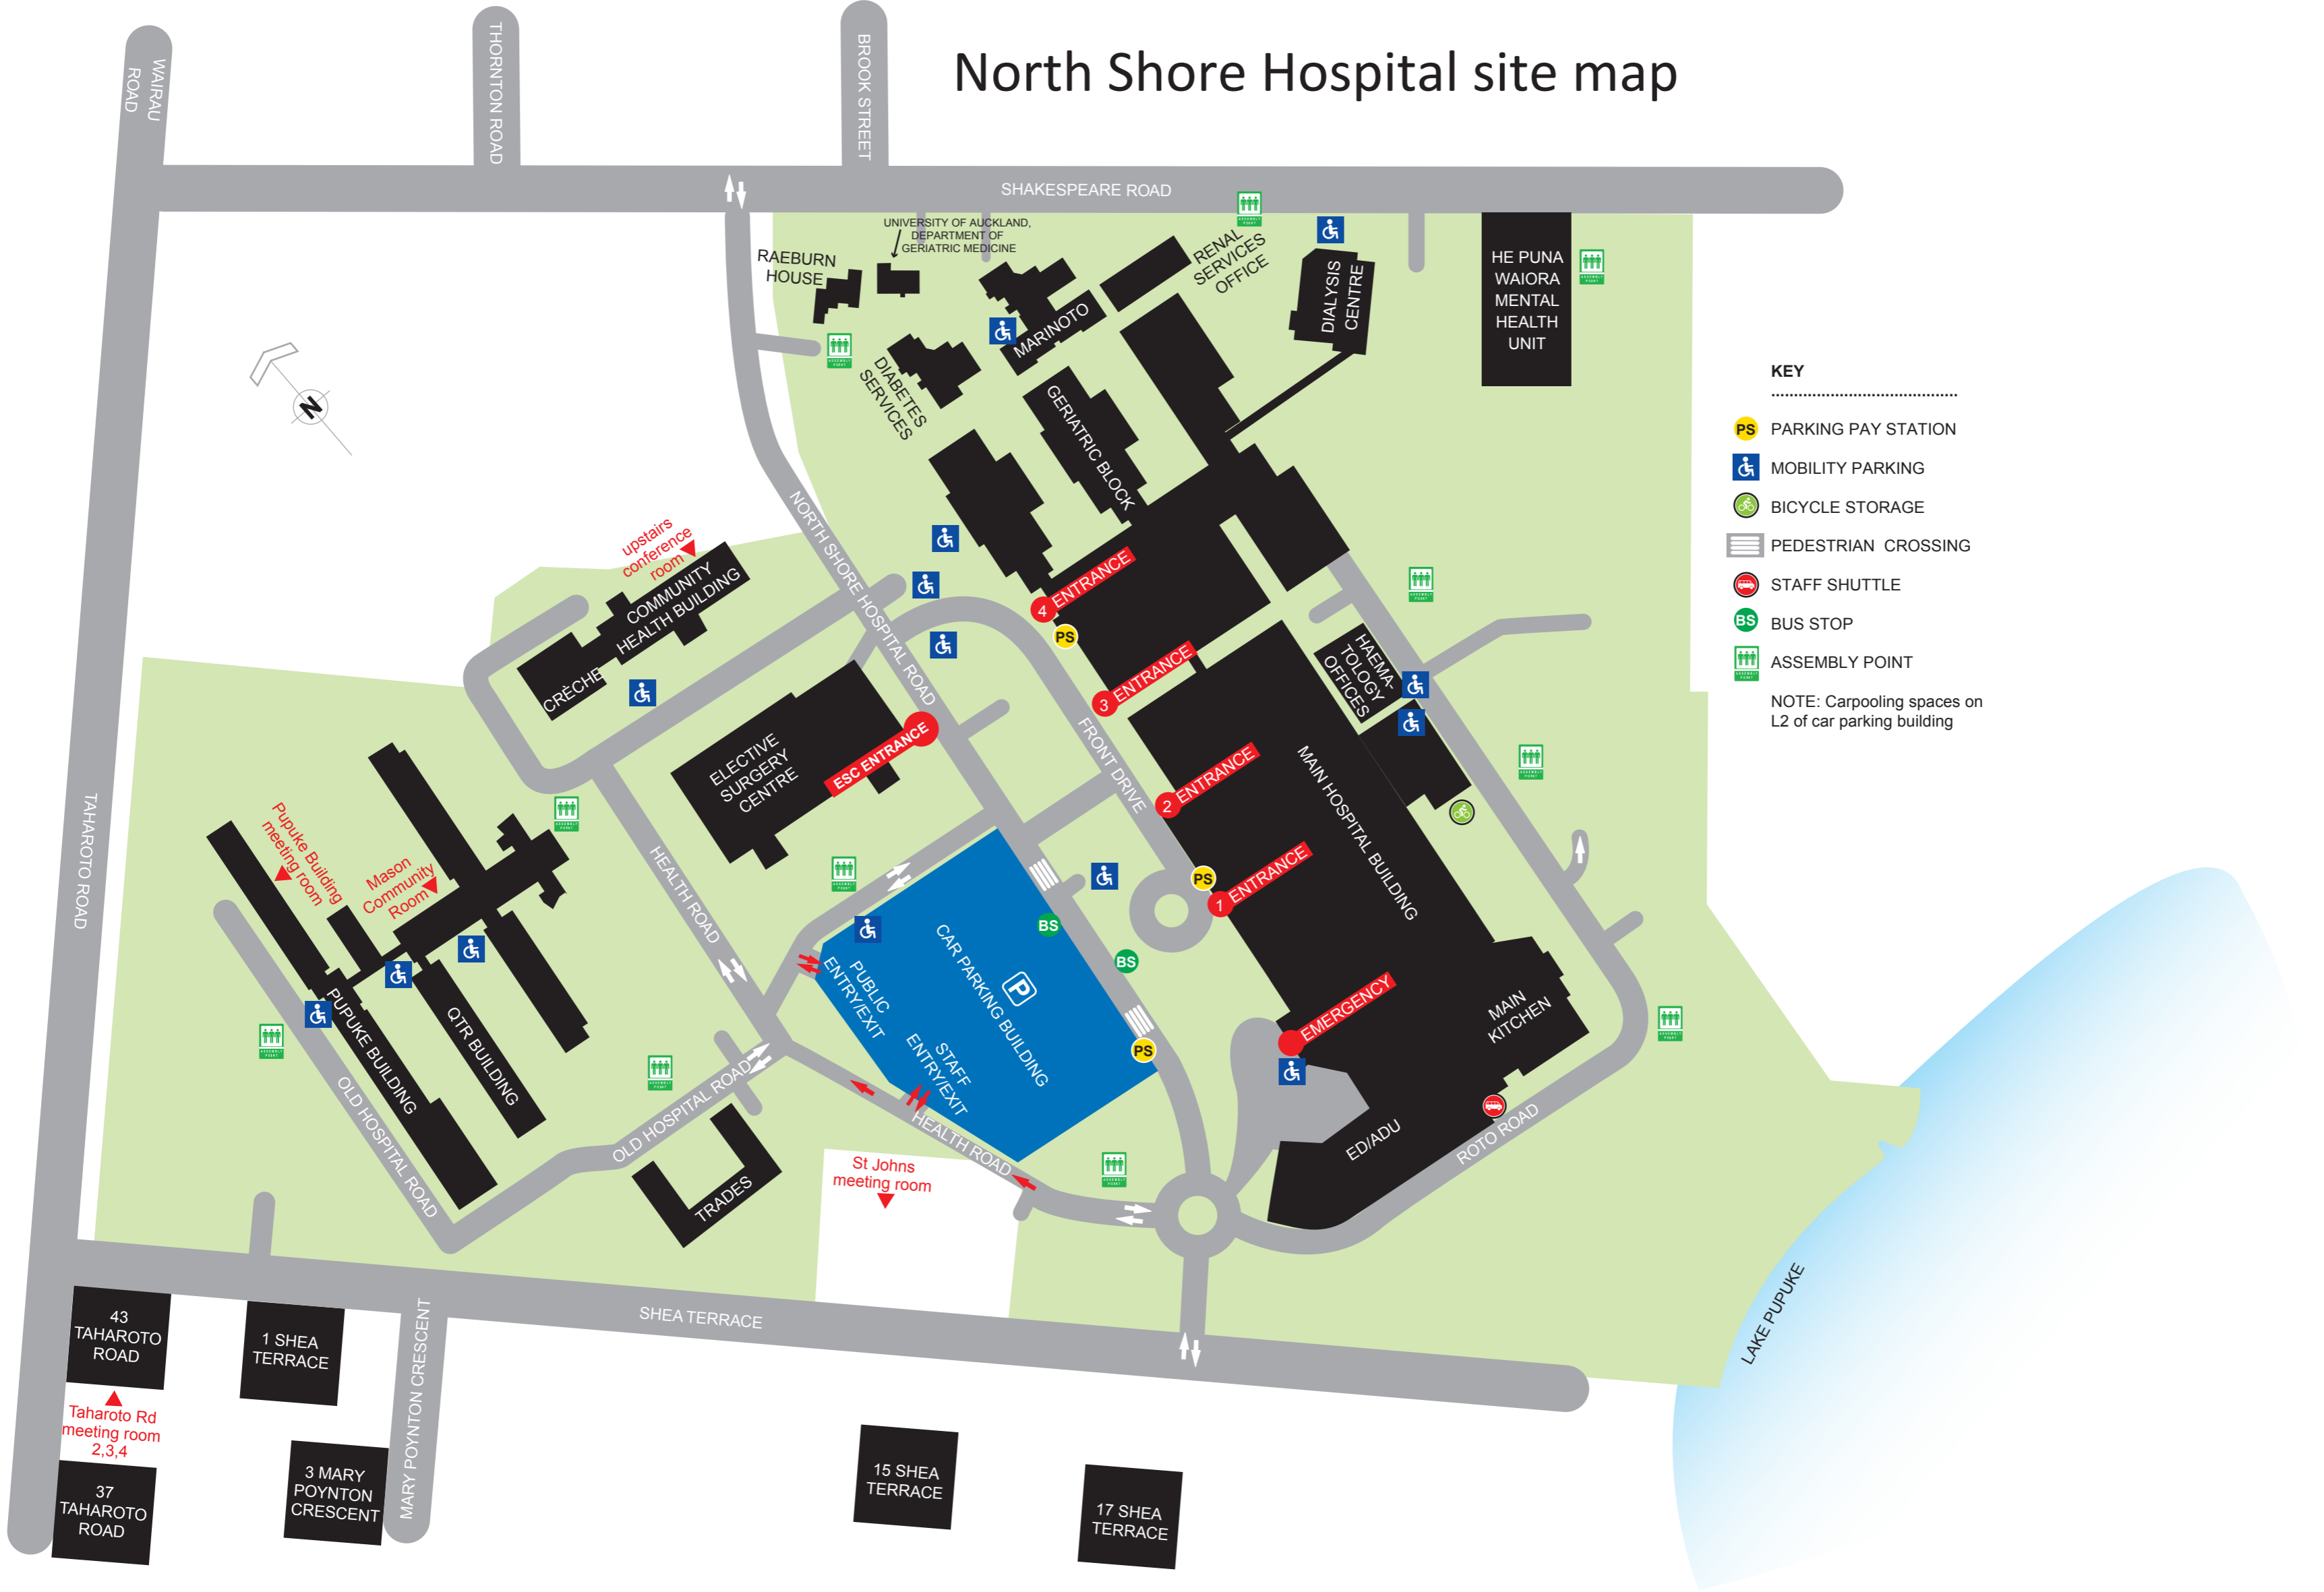 North Shore Hospital site map
WAIRAU
ROAD
THORNTON ROAD
BROOK STREET
SHAKESPEARE ROAD
UNIVERSITY OF AUCKLAND,
DEPARTMENT OF
GERIATRIC MEDICINE
RAEBURN
HOUSE
RENAL
SERVICES
OFFICE
DIALYSIS
CENTRE
HE PUNA
WAIORA
MENTAL
HEALTH
UNIT
MARINOTO
DIABETES
SERVICES
GERIATRIC BLOCK
N
KEY
PS PARKING PAY STATION
MOBILITY PARKING
BICYCLE STORAGE
PEDESTRIAN CROSSING
STAFF SHUTTLE
BS BUS STOP
ASSEMBLY POINT
NOTE: Carpooling spaces on
L2 of car parking building
NORTH SHORE HOSPITAL ROAD
upstairs
conference
room
COMMUNITY
HEALTH BUILDING
CRÈCHE
4 ENTRANCE
PS
3 ENTRANCE
HAEMA-
TOLOGY
OFFICES
FRONT DRIVE
ELECTIVE
SURGERY
CENTRE
ESC ENTRANCE
2 ENTRANCE
MAIN HOSPITAL BUILDING
PS
1 ENTRANCE
TAHAROTO ROAD
Pupuke Building
meeting room
Mason
Community
Room
HEALTH ROAD
BS
BS
CAR PARKING BUILDING
P
PUBLIC
ENTRY/EXIT
STAFF
ENTRY/EXIT
PS
EMERGENCY
MAIN
KITCHEN
PUPUKE BUILDING
QTR BUILDING
OLD HOSPITAL ROAD
OLD HOSPITAL ROAD
HEALTH ROAD
TRADES
ED/ADU
ROTO ROAD
St Johns
meeting room
SHEA TERRACE
LAKE PUPUKE
43
TAHAROTO
ROAD
1 SHEA
TERRACE
MARY POYNTON CRESCENT
Taharoto Rd
meeting room
2,3,4
37
TAHAROTO
ROAD
3 MARY
POYNTON
CRESCENT
15 SHEA
TERRACE
17 SHEA
TERRACE